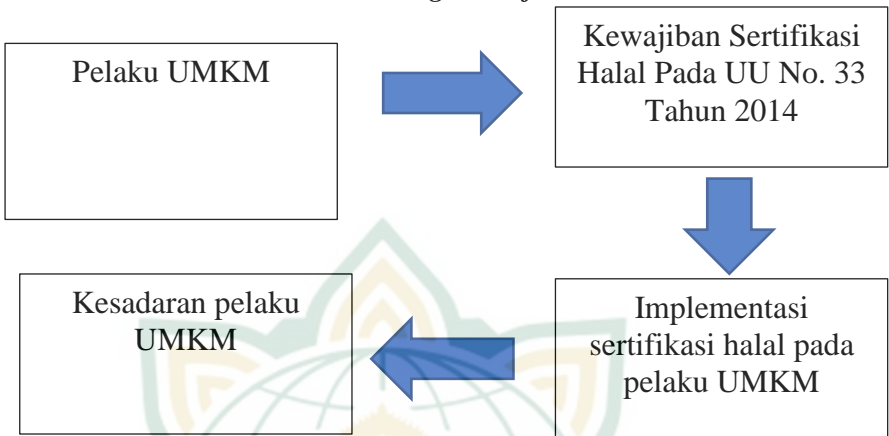 Pelaku UMKM
Kewajiban Sertifikasi
Halal Pada UU No. 33
Tahun 2014
Implementasi
sertifikasi halal pada
pelaku UMKM
Kesadaran pelaku
UMKM